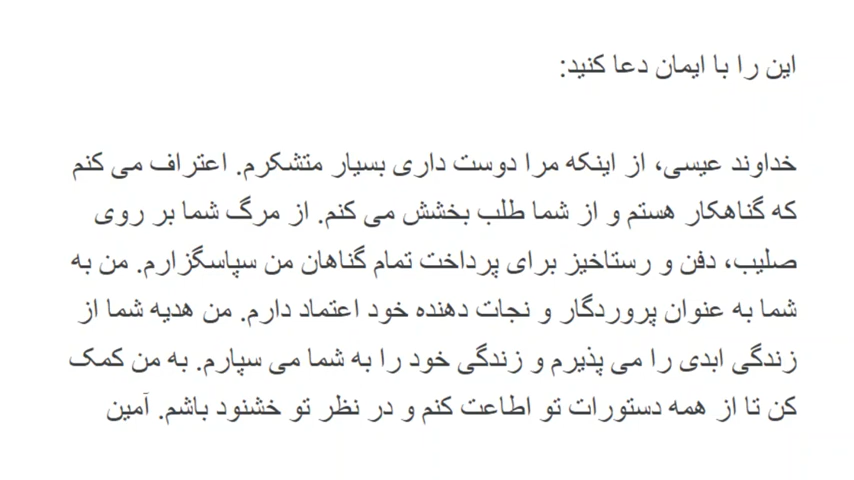 این را با ایمان دعا کنید:
خداوند عیسی، از اینکه مرا دوست داری بسیار متشکرم. اعتراف می کنم
که گناهکار هستم و از شما طلب بخشش می کنم. از مرگ شما بر روی
صلیب، دفن و رستاخیز برای پرداخت تمام گناهان من سپاسگزارم. من به
شما به عنوان پروردگار و نجات دهنده خود اعتماد دارم. من هدیه شما از
زندگی ابدی را می پذیرم و زندگی خود را به شما می سپارم. به من کمک
کن تا از همه دستورات تو اطاعت کنم و در نظر تو خشنود باشم. آمین